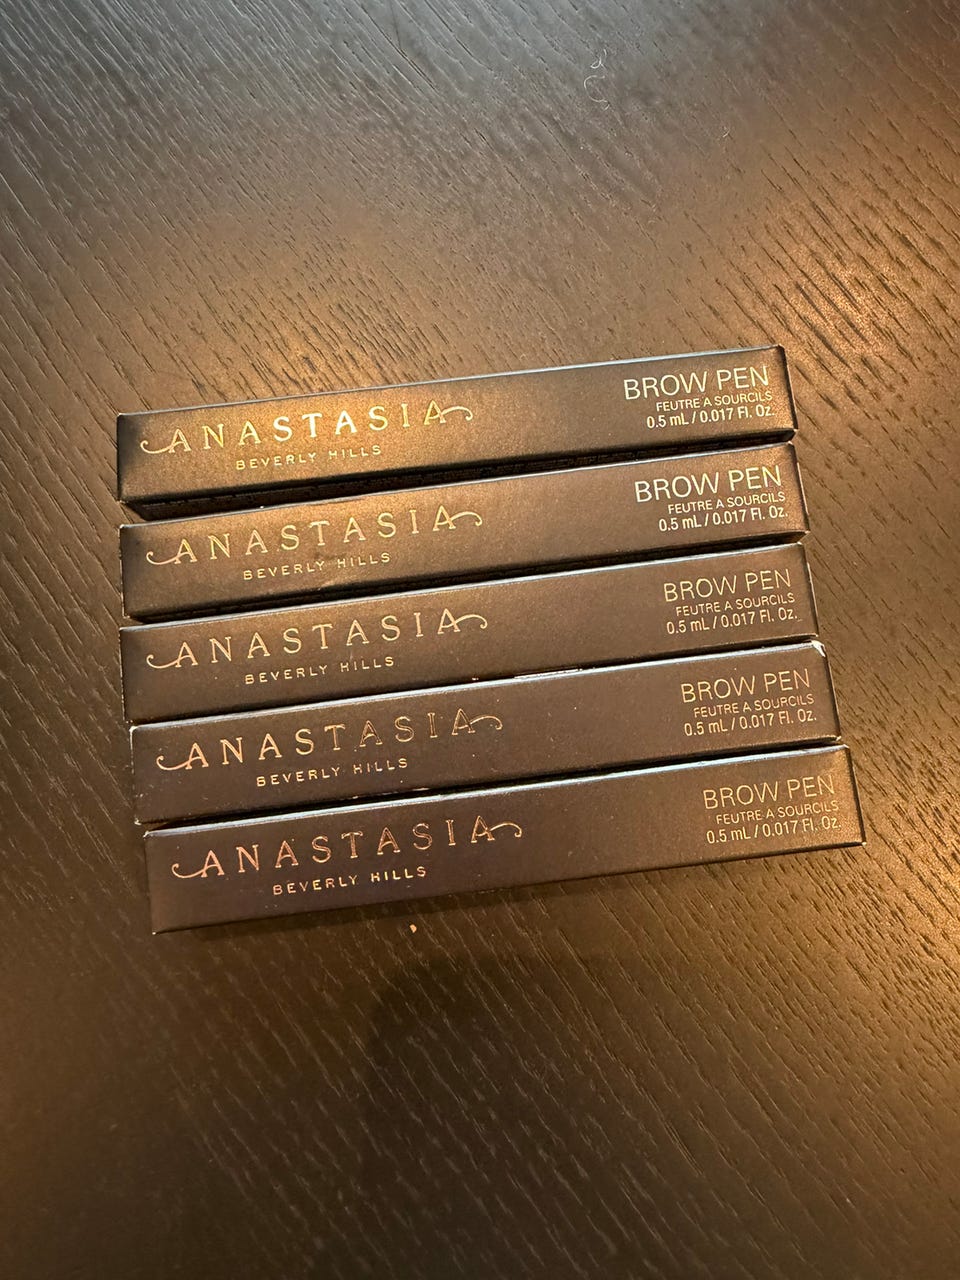 ANASTASIA
BEVERLY HILLS
BROW PEN
FEUTRE A SOURCILS
0.5 mL / 0.017 Fl. Oz.
ANASTASIA
BEVERLY HILLS
BROW PEN
FEUTRE A SOURCILS
0.5 mL / 0.017 Fl. Oz.
ANASTASIA
BEVERLY HILLS
BROW PEN
FEUTRE A SOURCILS
0.5 mL / 0.017 Fl. Oz.
ANASTASIA
BEVERLY HILLS
BROW PEN
FEUTRE A SOURCILS
0.5 mL / 0.017 Fl. Oz.
ANASTASIA
BEVERLY HILLS
BROW PEN
FEUTRE A SOURCILS
0.5 mL / 0.017 Fl. Oz.